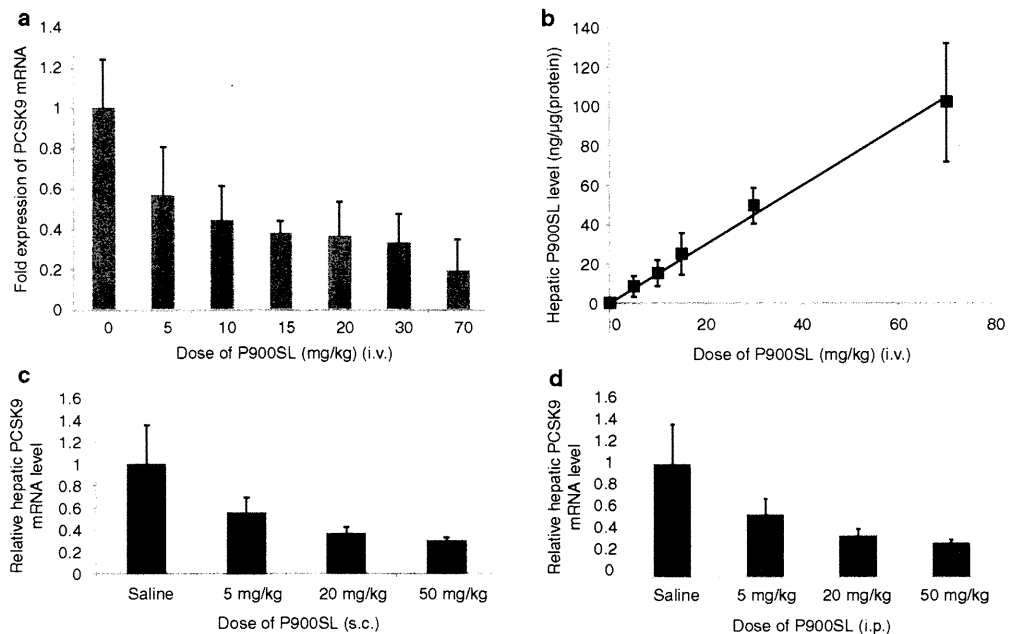 a
1.4
1.2
1
0.8
0.6
0.4
0.2
0
Fold expression of PCSK9 mRNA
0 5 10 15 20 30 70
Dose of P900SL (mg/kg) (i.v.)
b
140
120
100
80
60
40
20
0
Hepatic P900SL level (ng/μg(protein))
0 20 40 60 80
Dose of P900SL (mg/kg) (i.v.)
c
1.6
1.4
1.2
1
0.8
0.6
0.4
0.2
0
Relative hepatic PCSK9
mRNA level
Saline 5 mg/kg 20 mg/kg 50 mg/kg
Dose of P900SL (s.c.)
d
1.6
1.4
1.2
1
0.8
0.6
0.4
0.2
0
Relative hepatic PCSK9
mRNA level
Saline 5 mg/kg 20 mg/kg 50 mg/kg
Dose of P900SL (i.p.)